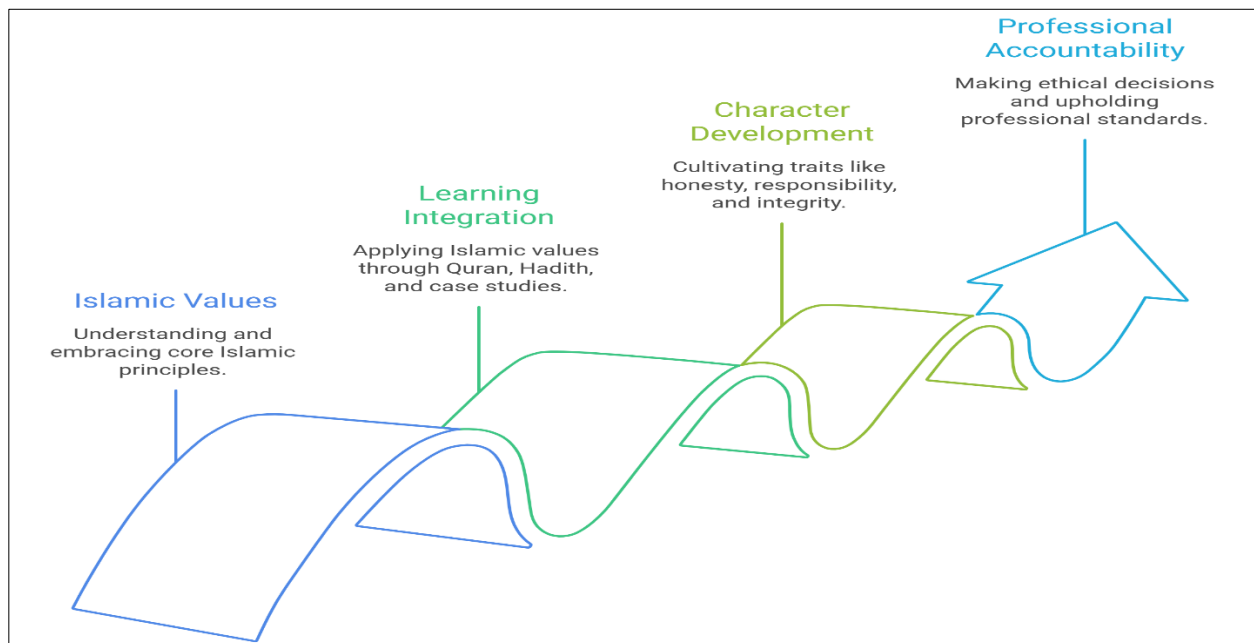 Islamic Values
Understanding and
embracing core Islamic
principles.
Learning
Integration
Applying Islamic values
through Quran, Hadith,
and case studies.
Character
Development
Cultivating traits like
honesty, responsibility,
and integrity.
Professional
Accountability
Making ethical decisions
and upholding
professional standards.